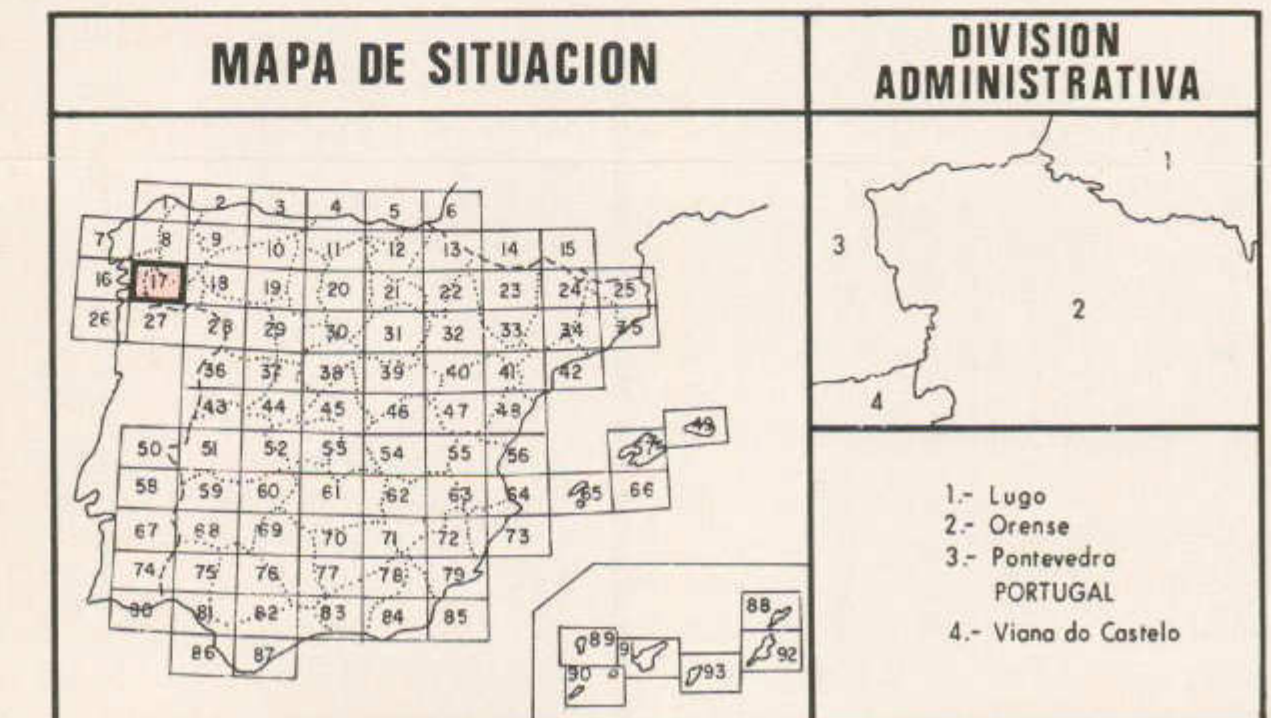 MAPA DE SITUACION
DIVISION
ADMINISTRATIVA
1 2 3 4 5 6
7 8 9 10 11 12 13 14 15
16 17 18 19 20 21 22 23 24 25
26 27 28 29 30 31 32 33 34 35
36 37 38 39 40 41 42
43 44 45 46 47 48 49
50 51 52 53 54 55 56
58 59 60 61 62 63 64 65 66
67 68 69 70 71 72 73
74 75 76 77 78 79
80 81 82 83 84 85
86 87
88
89 91 92
90 93
1
3
2
4
1.- Lugo
2.- Orense
3.- Pontevedra
PORTUGAL
4.- Viana do Castelo